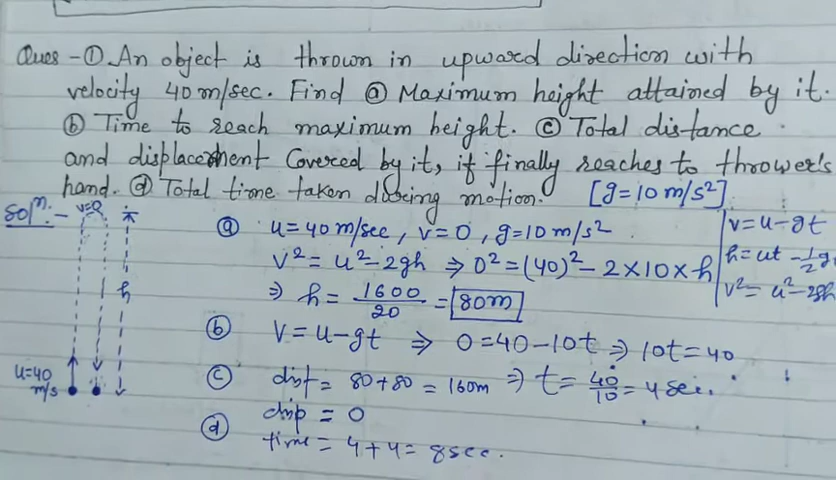 Ques - ① An object is thrown in upward direction with
velocity 40 m/sec. Find ⓐ Maximum height attained by it.
ⓑ Time to reach maximum height. ⓒ Total distance
and displacement covered by it, if finally reaches to thrower's
hand. ⓓ Total time taken during motion. [g=10 m/s²]
Solⁿ:- v=0
ⓐ u=40 m/sec, v=0, g=10 m/s²
v=u-gt
v² = u²-2gh ⇒ 0² = (40)² - 2×10×h
h=ut-½g
v²=u²-2gh
h
⇒ h = 1600/20 = 80m
ⓑ v=u-gt ⇒ 0=40-10t ⇒ 10t=40
u=40 m/s
ⓒ dist = 80+80 = 160m ⇒ t = 40/10 = 4 sec.
disp = 0
ⓓ time = 4+4 = 8 sec.